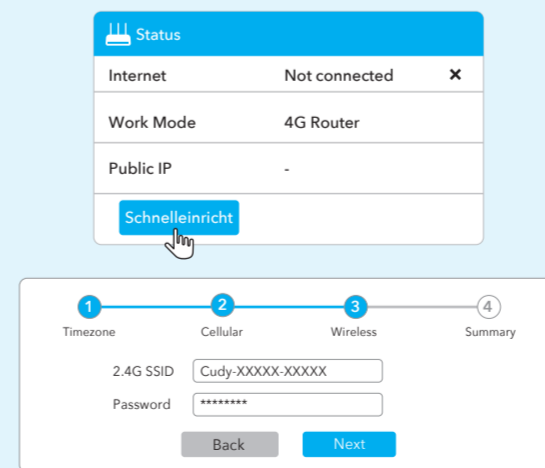 Status
Internet Not connected ×
Work Mode 4G Router
Public IP -
Schnelleinricht
1 2 3 4
Timezone Cellular Wireless Summary
2.4G SSID Cudy-XXXXX-XXXXX
Password ********
Back Next